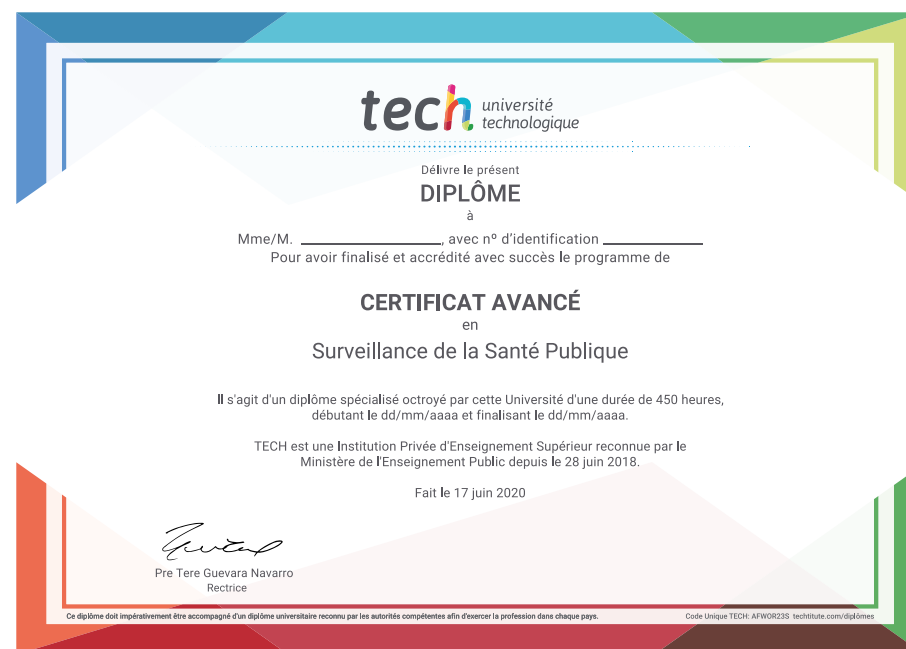 tech université
technologique
Délivre le présent
DIPLÔME
à
Mme/M. ____________________, avec nº d'identification ______________
Pour avoir finalisé et accrédité avec succès le programme de
CERTIFICAT AVANCÉ
en
Surveillance de la Santé Publique
Il s'agit d'un diplôme spécialisé octroyé par cette Université d'une durée de 450 heures,
débutant le dd/mm/aaaa et finalisant le dd/mm/aaaa.
TECH est une Institution Privée d'Enseignement Supérieur reconnue par le
Ministère de l'Enseignement Public depuis le 28 juin 2018.
Fait le 17 juin 2020
Pre Tere Guevara Navarro
Rectrice
Ce diplôme doit impérativement être accompagné d'un diplôme universitaire reconnu par les autorités compétentes afin d'exercer la profession dans chaque pays.
Code Unique TECH: AFWOR23S techtitute.com/diplômes